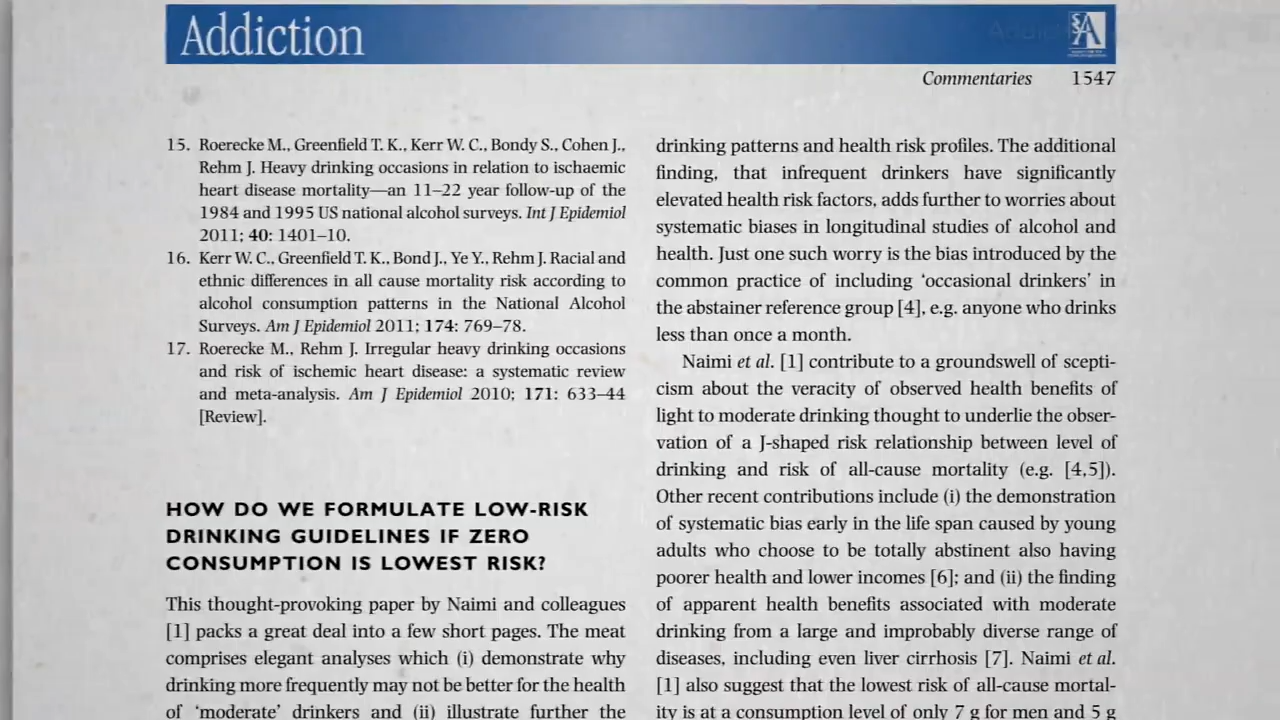 Addiction
Commentaries 1547
15. Roerecke M., Greenfield T. K., Kerr W. C., Bondy S., Cohen J.,
Rehm J. Heavy drinking occasions in relation to ischaemic
heart disease mortality—an 11–22 year follow-up of the
1984 and 1995 US national alcohol surveys. Int J Epidemiol
2011; 40: 1401–10.
16. Kerr W. C., Greenfield T. K., Bond J., Ye Y., Rehm J. Racial and
ethnic differences in all cause mortality risk according to
alcohol consumption patterns in the National Alcohol
Surveys. Am J Epidemiol 2011; 174: 769–78.
17. Roerecke M., Rehm J. Irregular heavy drinking occasions
and risk of ischemic heart disease: a systematic review
and meta-analysis. Am J Epidemiol 2010; 171: 633–44
[Review].
HOW DO WE FORMULATE LOW-RISK
DRINKING GUIDELINES IF ZERO
CONSUMPTION IS LOWEST RISK?
This thought-provoking paper by Naimi and colleagues
[1] packs a great deal into a few short pages. The meat
comprises elegant analyses which (i) demonstrate why
drinking more frequently may not be better for the health
of ‘moderate’ drinkers and (ii) illustrate further the
drinking patterns and health risk profiles. The additional
finding, that infrequent drinkers have significantly
elevated health risk factors, adds further to worries about
systematic biases in longitudinal studies of alcohol and
health. Just one such worry is the bias introduced by the
common practice of including ‘occasional drinkers’ in
the abstainer reference group [4], e.g. anyone who drinks
less than once a month.
Naimi et al. [1] contribute to a groundswell of scepti-
cism about the veracity of observed health benefits of
light to moderate drinking thought to underlie the obser-
vation of a J-shaped risk relationship between level of
drinking and risk of all-cause mortality (e.g. [4,5]).
Other recent contributions include (i) the demonstration
of systematic bias early in the life span caused by young
adults who choose to be totally abstinent also having
poorer health and lower incomes [6]; and (ii) the finding
of apparent health benefits associated with moderate
drinking from a large and improbably diverse range of
diseases, including even liver cirrhosis [7]. Naimi et al.
[1] also suggest that the lowest risk of all-cause mortal-
ity is at a consumption level of only 7 g for men and 5 g